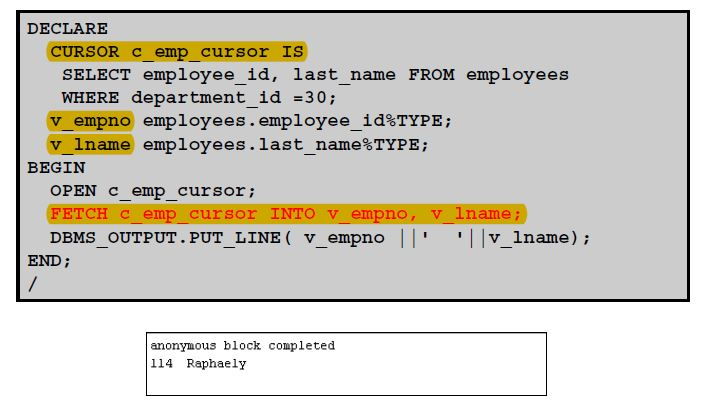 DECLARE
CURSOR c_emp_cursor IS
SELECT employee_id, last_name FROM employees
WHERE department_id =30;
v_empno employees.employee_id%TYPE;
v_lname employees.last_name%TYPE;
BEGIN
OPEN c_emp_cursor;
FETCH c_emp_cursor INTO v_empno, v_lname;
DBMS_OUTPUT.PUT_LINE( v_empno ||'  '||v_lname);
END;
/
anonymous block completed
114  Raphaely